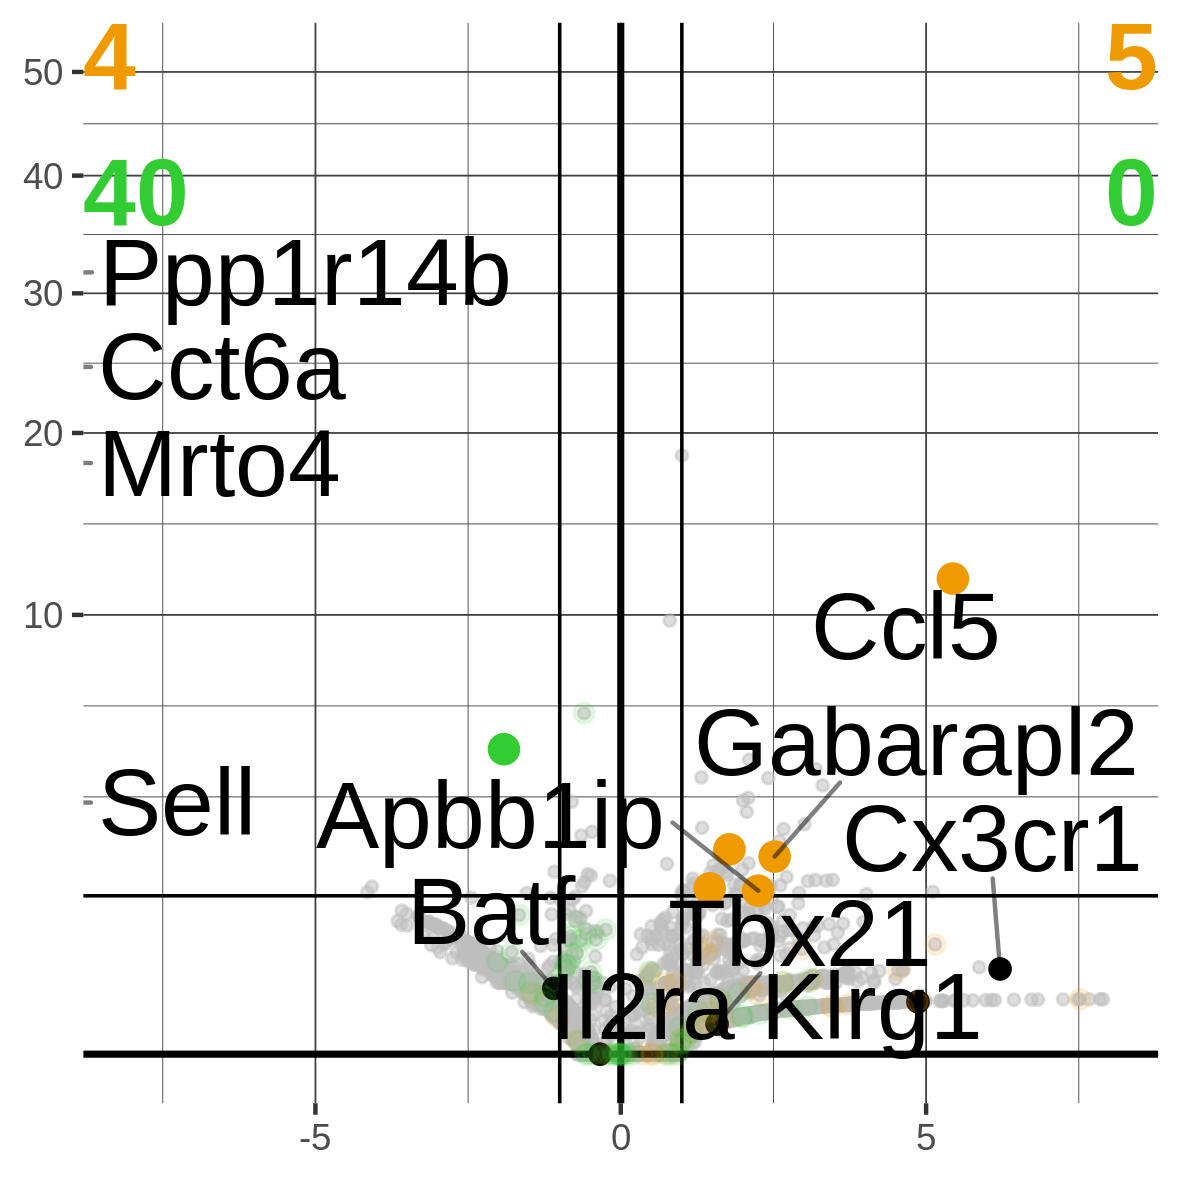 4 5
50
40 0
40
Ppp1r14b
30
Cct6a
20
Mrto4
10
Ccl5
Gabarapl2
Sell Apbb1ip
Cx3cr1
Batf
Tbx21
Il2ra Klrg1
-5 0 5